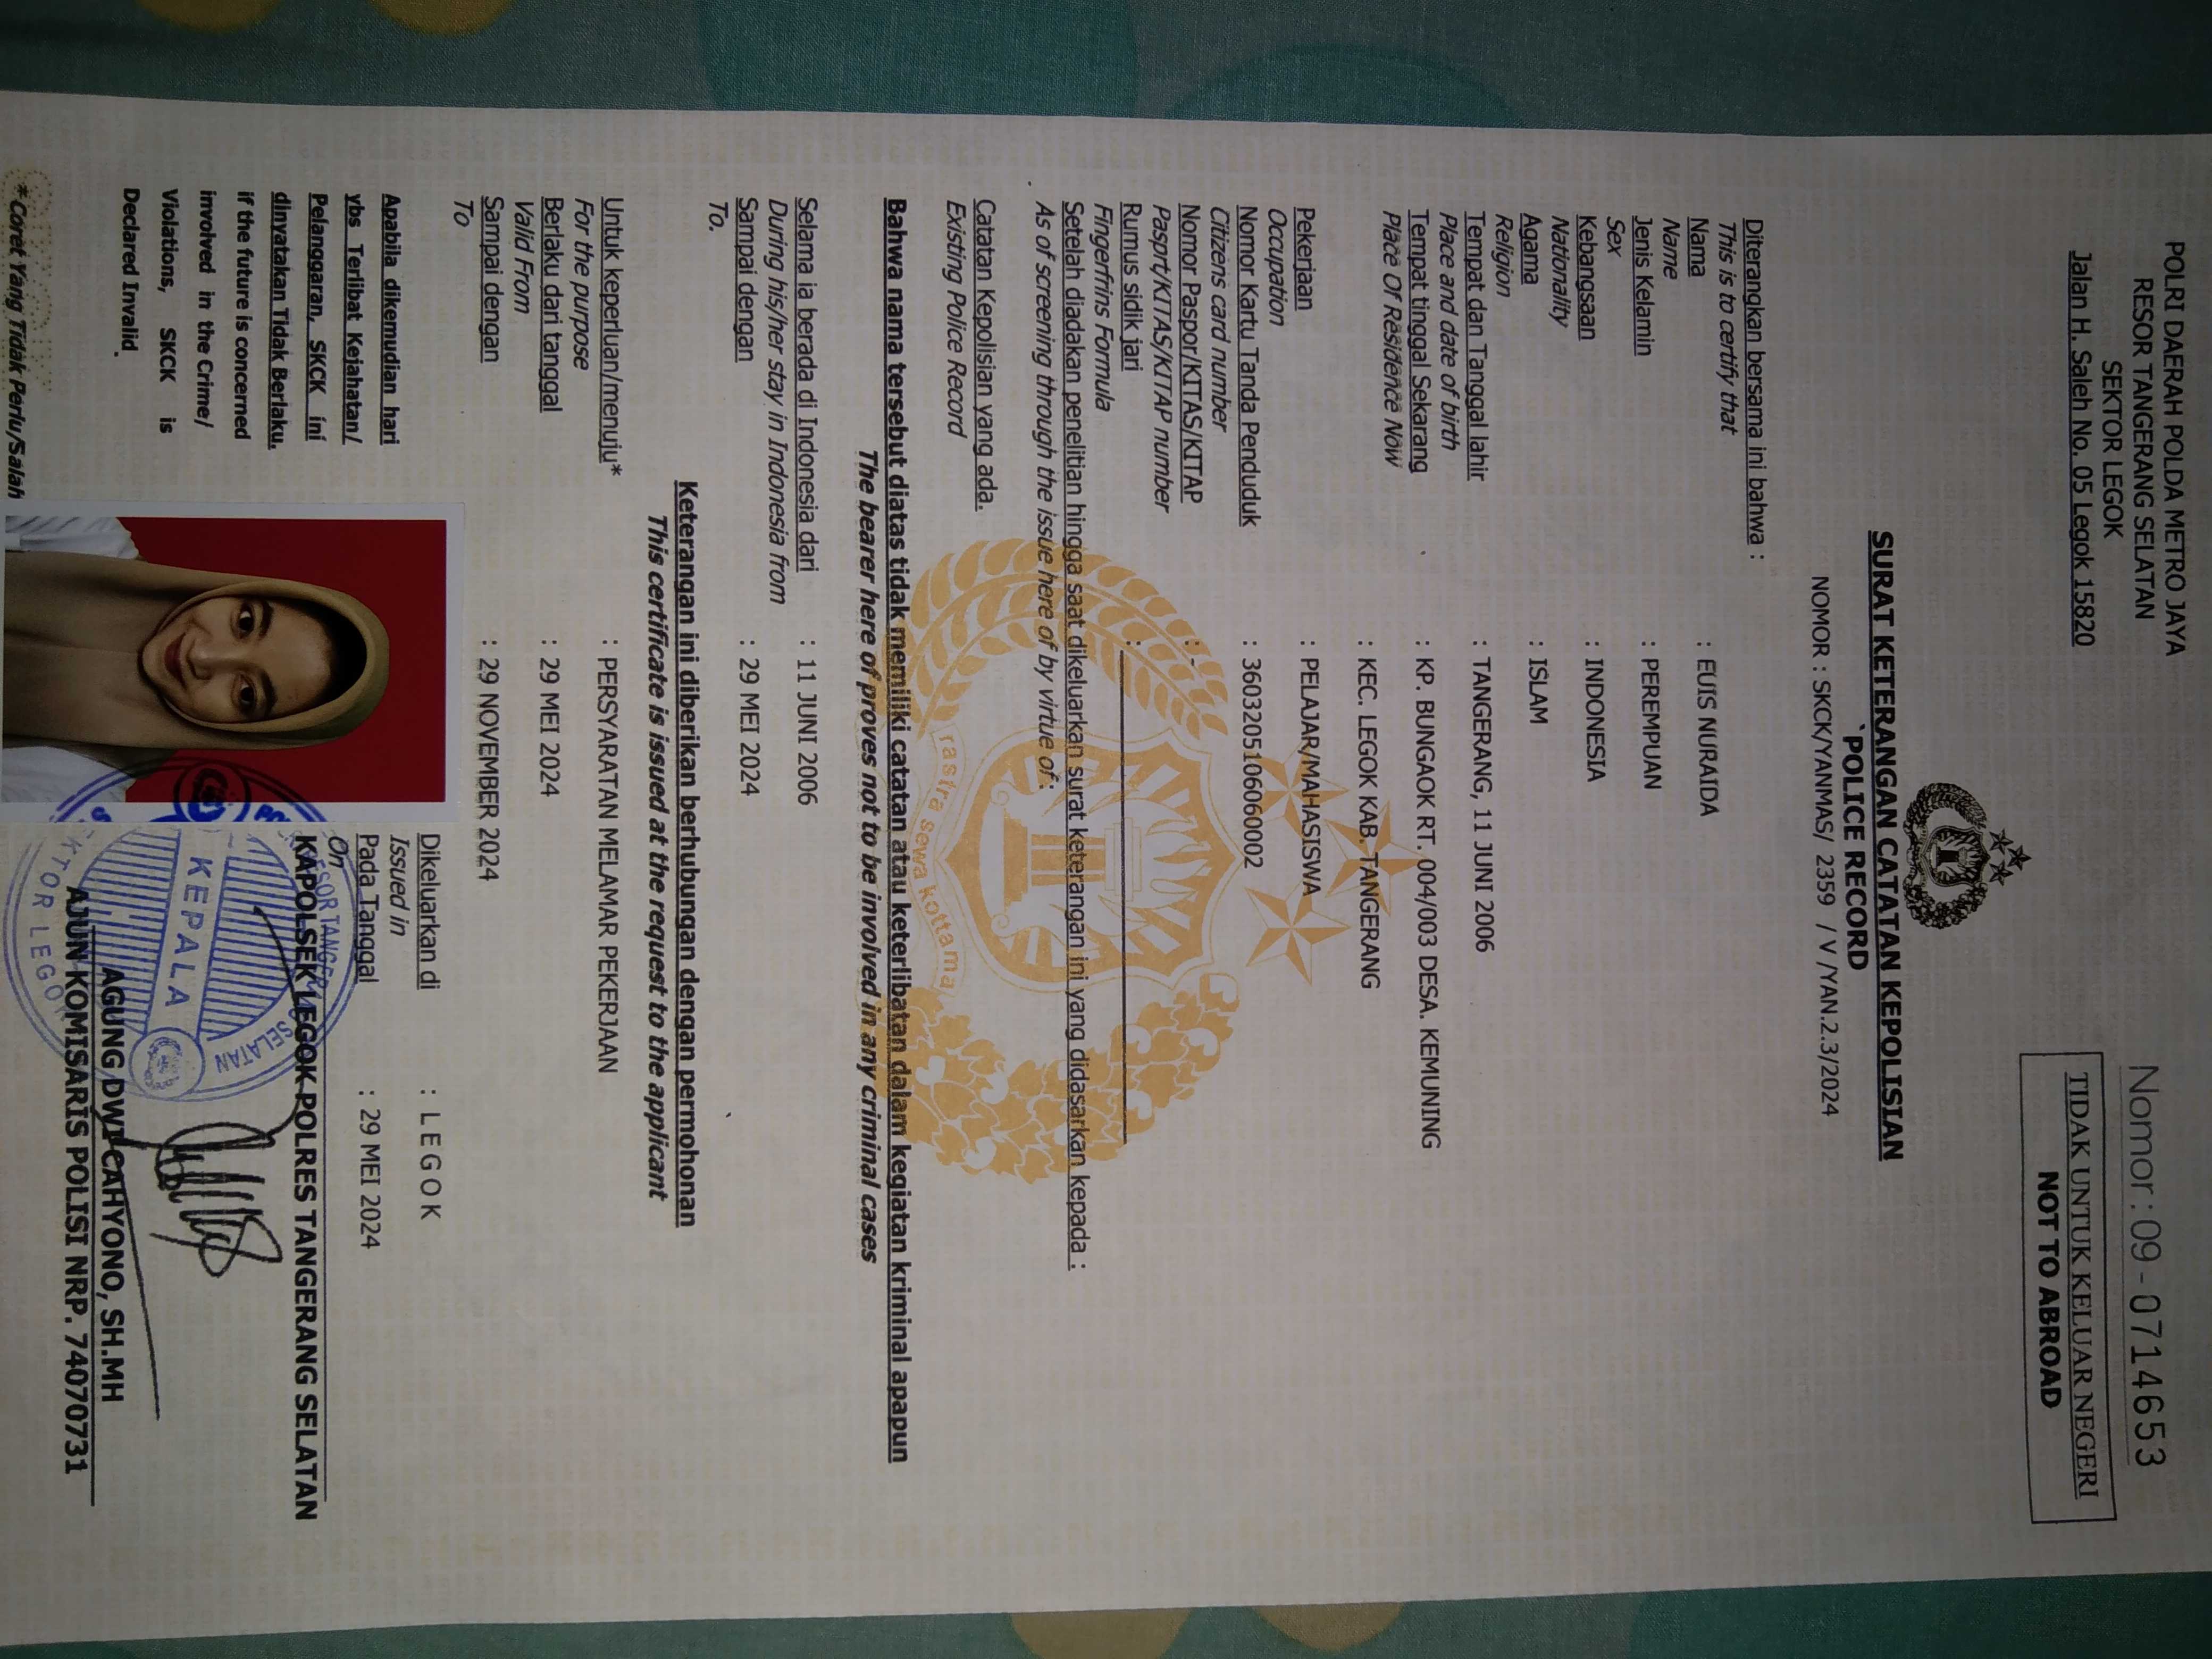 POLRI DAERAH POLDA METRO JAYA
RESOR TANGERANG SELATAN
SEKTOR LEGOK
Jalan H. Saleh No. 05 Legok 15820
Nomor : 09 - 0714653
TIDAK UNTUK KELUAR NEGERI
NOT TO ABROAD
SURAT KETERANGAN CATATAN KEPOLISIAN
`POLICE RECORD
NOMOR : SKCK/YANMAS/ 2359 / V /YAN.2.3/2024
Diterangkan bersama ini bahwa :
This is to certify that
Nama : EUIS NURAIDA
Name
Jenis Kelamin : PEREMPUAN
Sex
Kebangsaan : INDONESIA
Nationality
Agama : ISLAM
Religion
Tempat dan Tanggal lahir : TANGERANG, 11 JUNI 2006
Place and date of birth
Tempat tinggal Sekarang : KP. BUNGAOK RT. 004/003 DESA. KEMUNING
Place Of Residence Now : KEC. LEGOK KAB. TANGERANG
Pekerjaan : PELAJAR/MAHASISWA
Occupation
Nomor Kartu Tanda Penduduk : 3603205106060002
Citizens card number
Nomor Paspor/KITAS/KITAP : -
Pasprt/KITAS/KITAP number
Rumus sidik jari :
Fingerfrins Formula
Setelah diadakan penelitian hingga saat dikeluarkan surat keterangan ini yang didasarkan kepada :
As of screening through the issue here of by virtue of :
Catatan Kepolisian yang ada.
Existing Police Record
rastra sewa kottama
Bahwa nama tersebut diatas tidak memiliki catatan atau keterlibatan dalam kegiatan kriminal apapun
The bearer here of proves not to be involved in any criminal cases
Selama ia berada di Indonesia dari : 11 JUNI 2006
During his/her stay in Indonesia from
Sampai dengan : 29 MEI 2024
To.
Keterangan ini diberikan berhubungan dengan permohonan
This certificate is issued at the request to the applicant
Untuk keperluan/menuju* : PERSYARATAN MELAMAR PEKERJAAN
For the purpose
Berlaku dari tanggal : 29 MEI 2024
Valid From
Sampai dengan : 29 NOVEMBER 2024
To
Apabila dikemudian hari
ybs Terlibat Kejahatan/
Pelanggaran, SKCK ini
dinyatakan Tidak Berlaku.
if the future is concerned
involved in the Crime/
Violations, SKCK is
Declared Invalid
* Coret Yang Tidak Perlu/Salah
Dikeluarkan di : L E G O K
Issued in
Pada Tanggal : 29 MEI 2024
On
KAPOLSEK LEGOK POLRES TANGERANG SELATAN
KEPALA
SELATAN
AGUNG DWI CAHYONO, SH.MH
AJUN KOMISARIS POLISI NRP. 74070731